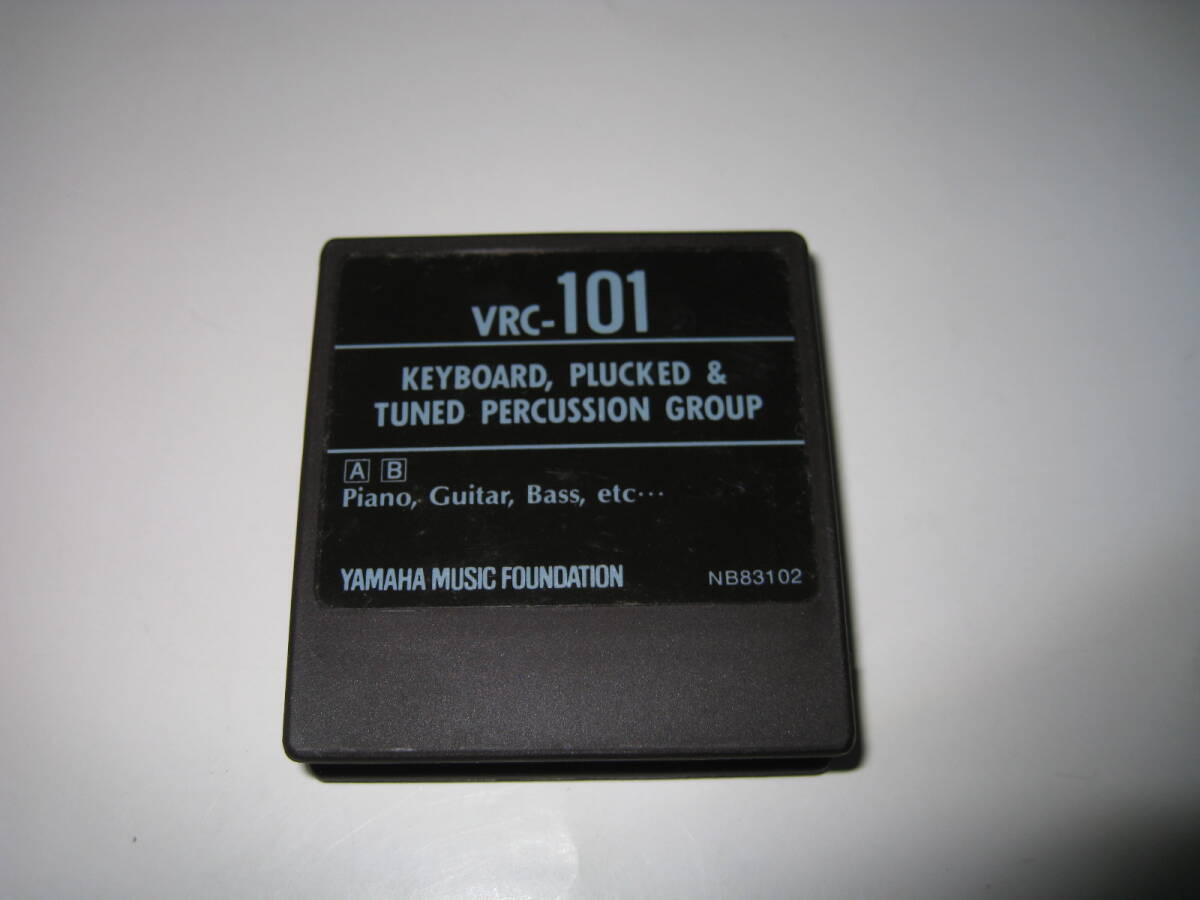 VRC-101
KEYBOARD, PLUCKED &
TUNED PERCUSSION GROUP
A B
Piano, Guitar, Bass, etc···
YAMAHA MUSIC FOUNDATION NB83102